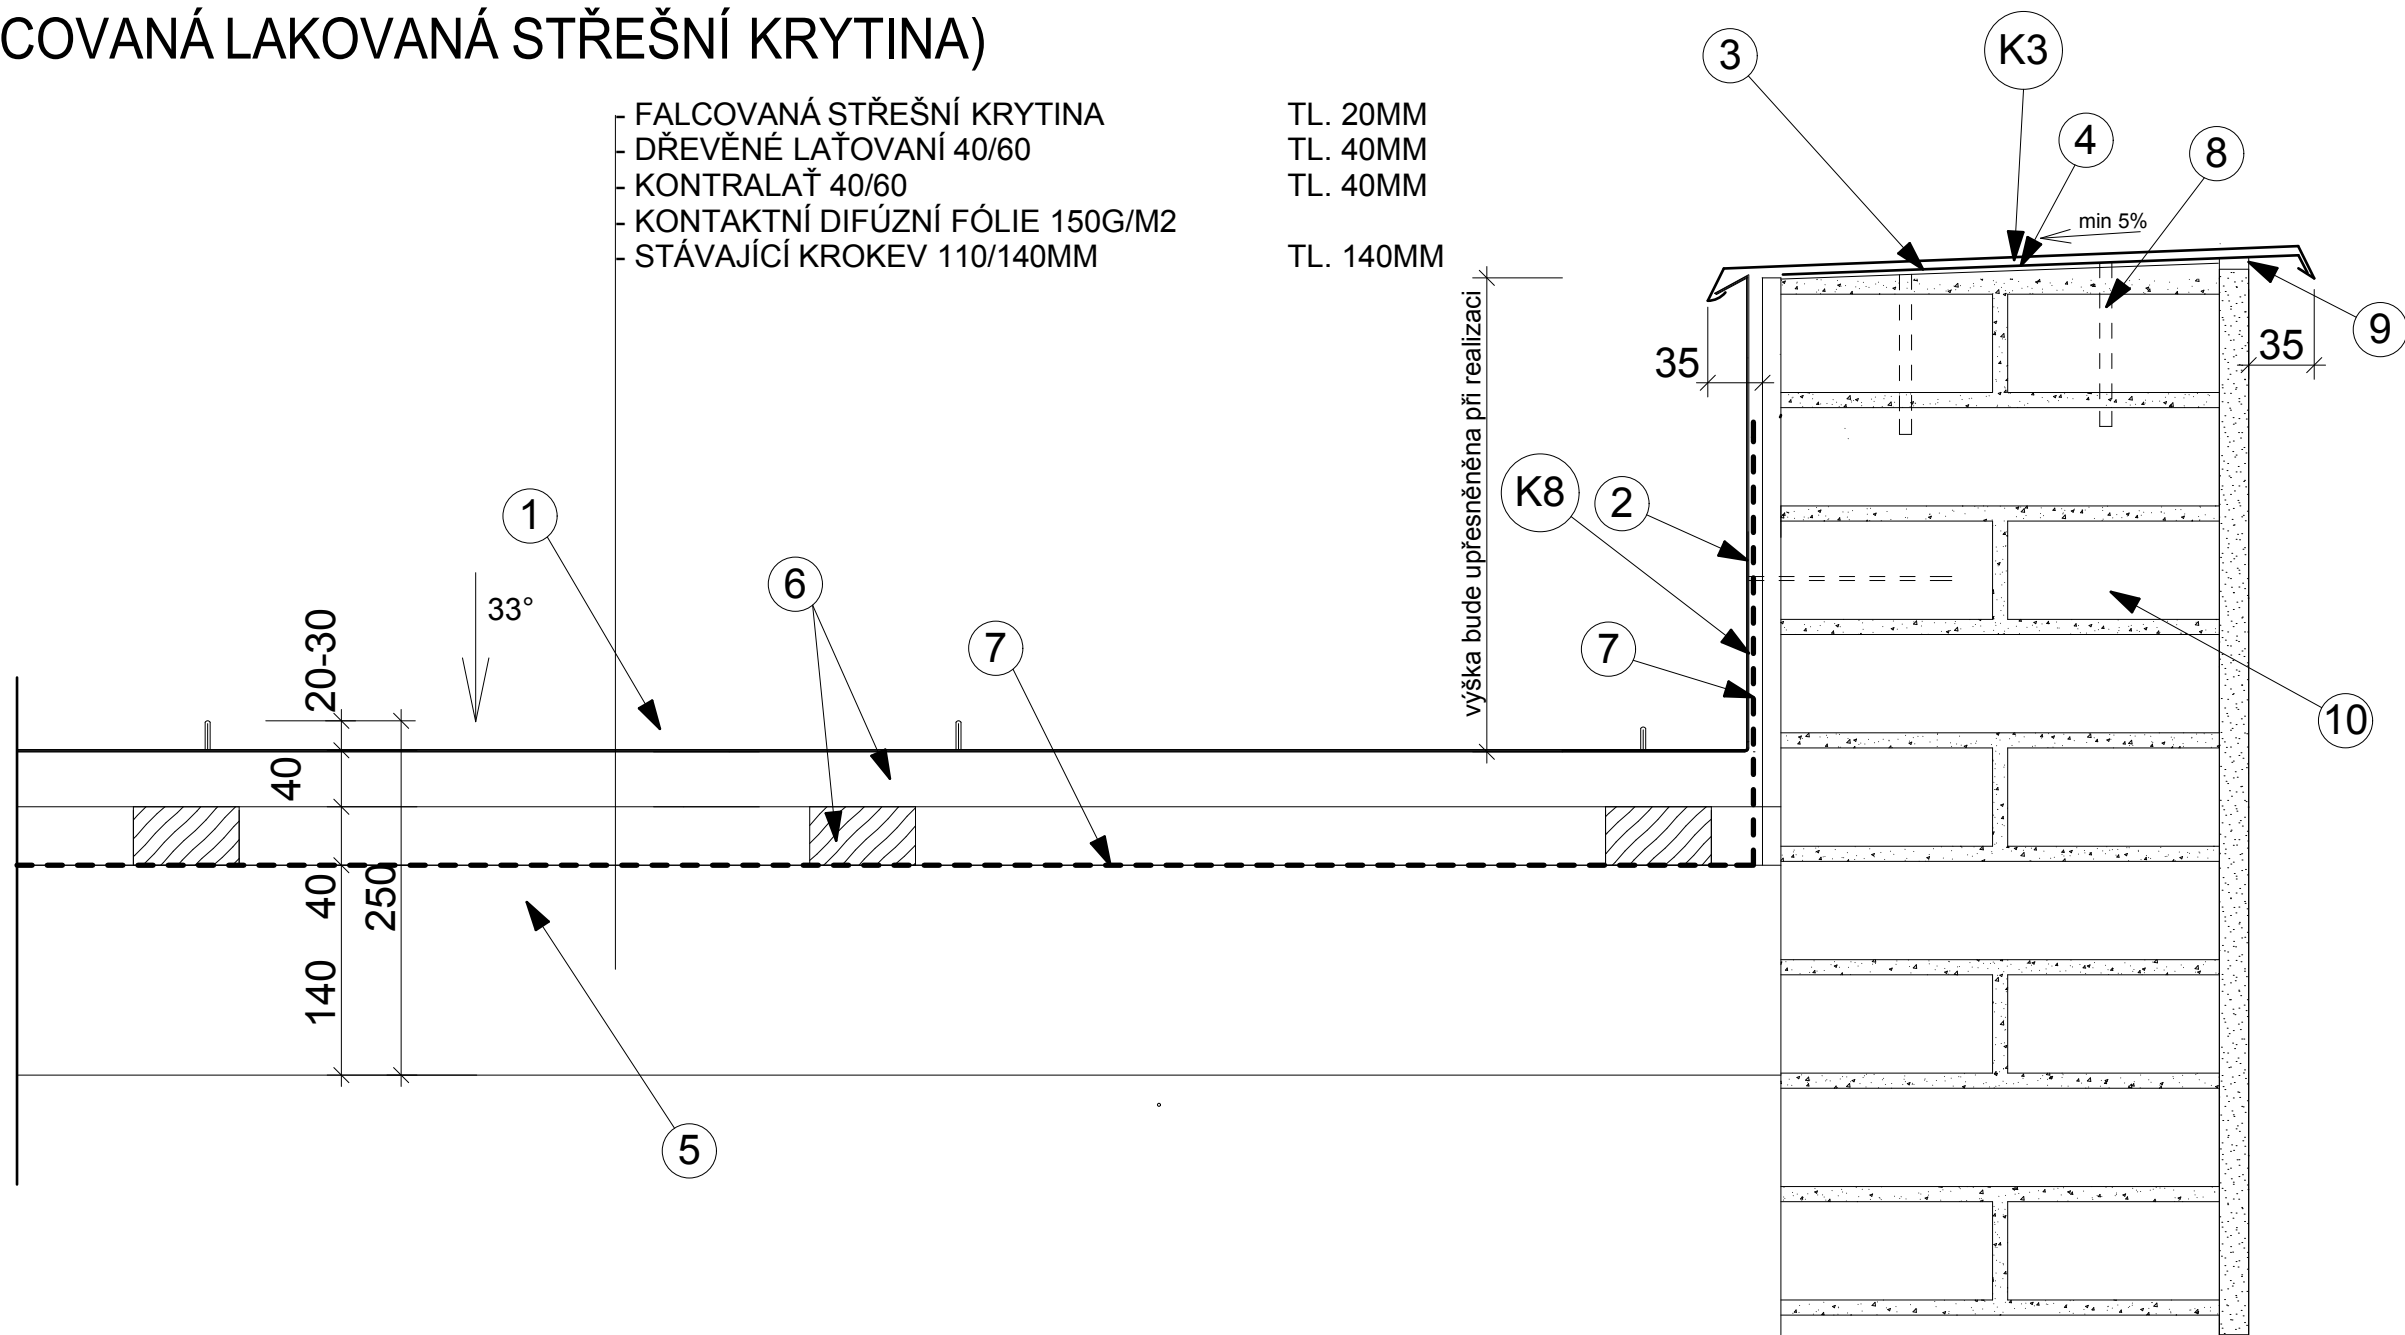 COVANÁ LAKOVANÁ STŘEŠNÍ KRYTINA)
- FALCOVANÁ STŘEŠNÍ KRYTINA TL. 20MM
- DŘEVĚNÉ LAŤOVANÍ 40/60 TL. 40MM
- KONTRALAŤ 40/60 TL. 40MM
- KONTAKTNÍ DIFÚZNÍ FÓLIE 150G/M2
- STÁVAJÍCÍ KROKEV 110/140MM TL. 140MM
3
K3
4
8
min 5%
9
35
35
výška bude upřesněněna při realizaci
K8
2
7
10
1
6
7
33°
20-30
40
40
250
140
5